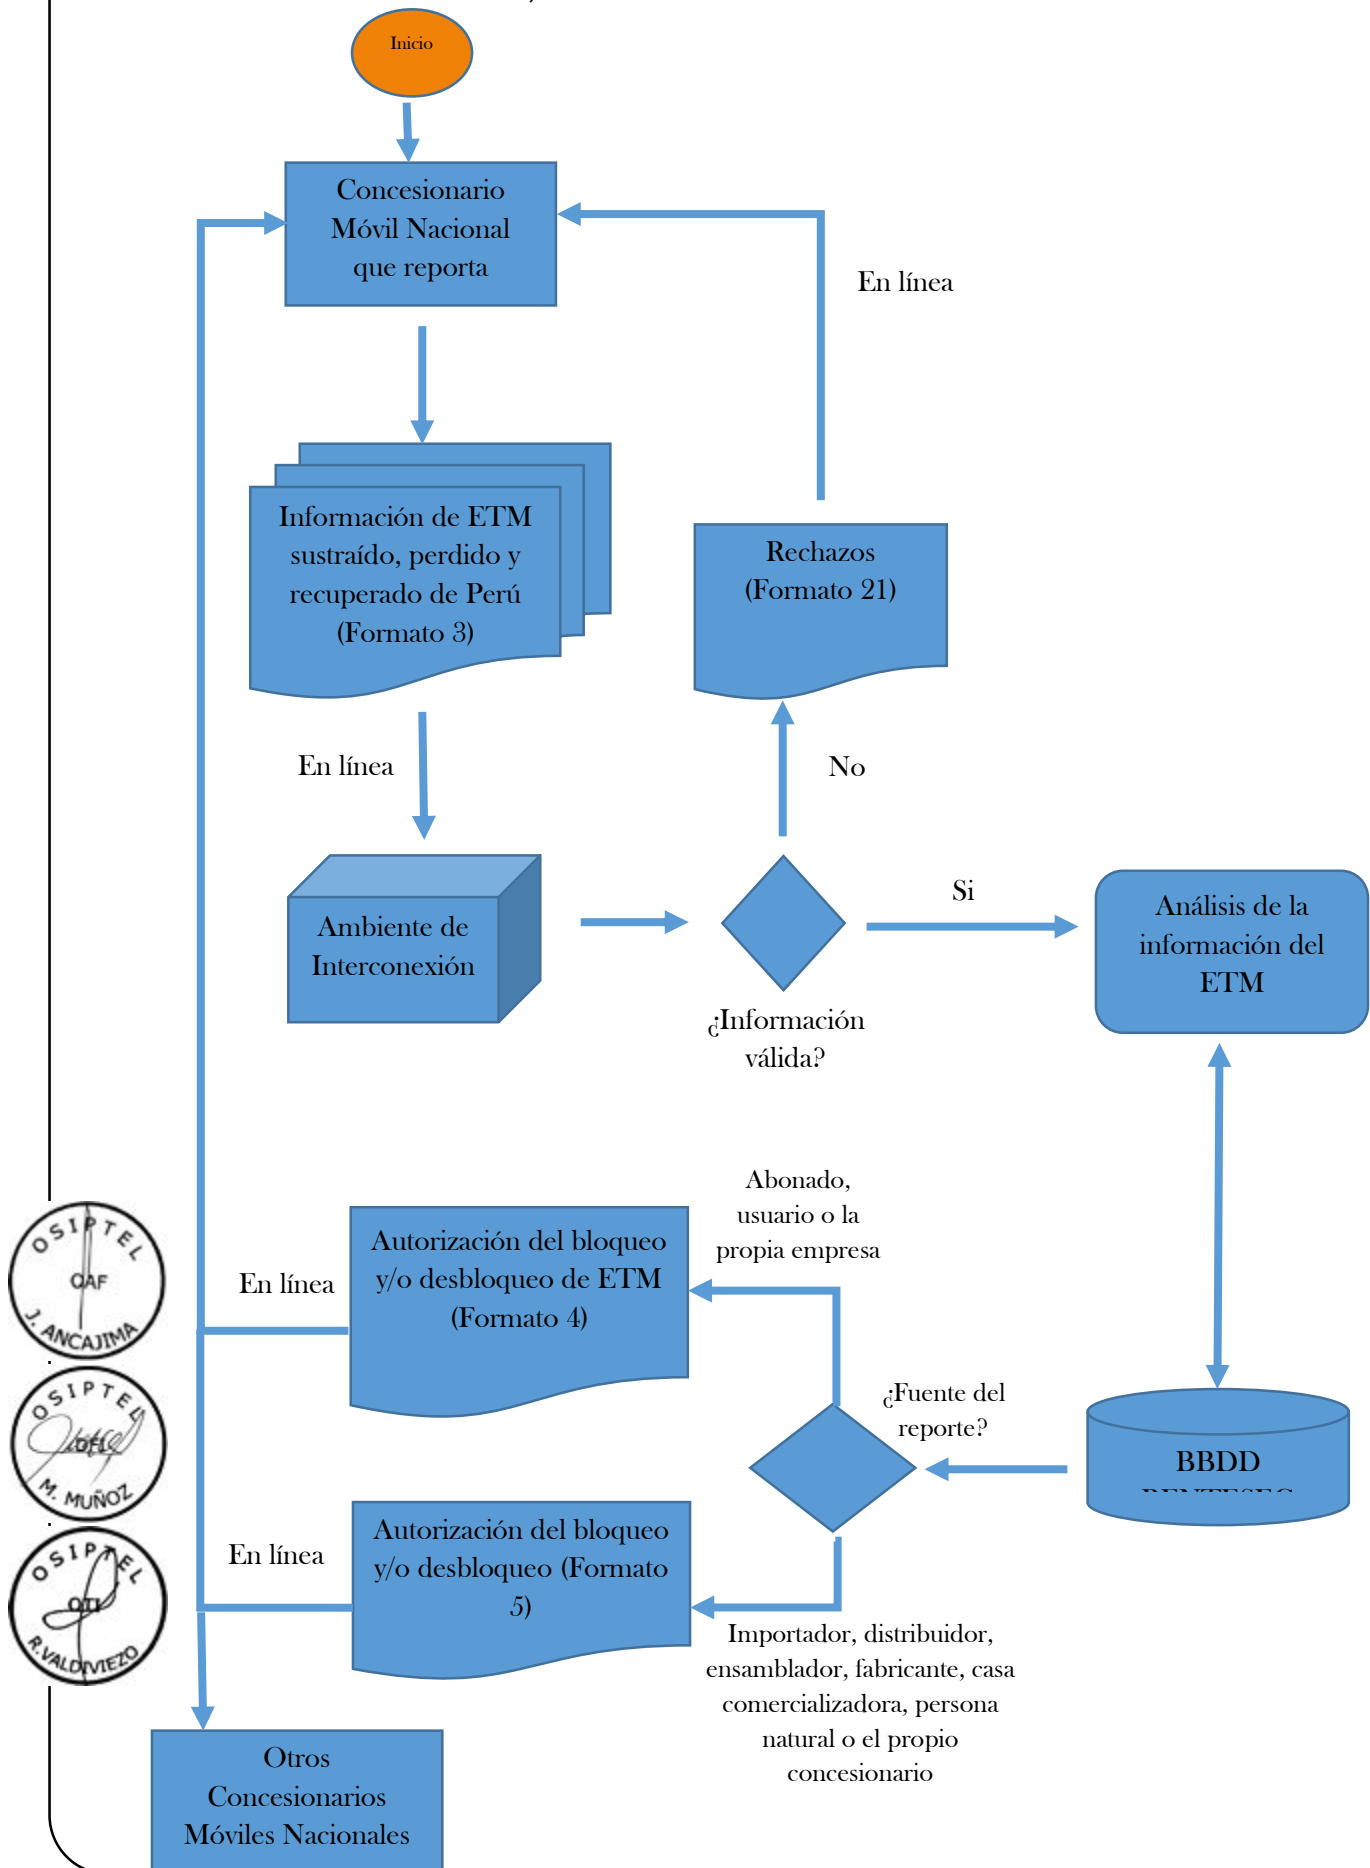 Inicio
Concesionario
Móvil Nacional
que reporta
En línea
Información de ETM
sustraído, perdido y
recuperado de Perú
(Formato 3)
Rechazos
(Formato 21)
En línea
No
Ambiente de
Interconexión
Si
Análisis de la
información del
ETM
¿Información
válida?
Abonado,
usuario o la
propia empresa
Autorización del bloqueo
y/o desbloqueo de ETM
(Formato 4)
En línea
OSIPTEL
OAF
J. ANCAJIMA
¿Fuente del
reporte?
BBDD
OSIPTEL
M. MUÑOZ
Autorización del bloqueo
y/o desbloqueo (Formato
5)
En línea
OSIPTEL
OTI
R.VALDIVIEZO
Importador, distribuidor,
ensamblador, fabricante, casa
comercializadora, persona
natural o el propio
concesionario
Otros
Concesionarios
Móviles Nacionales